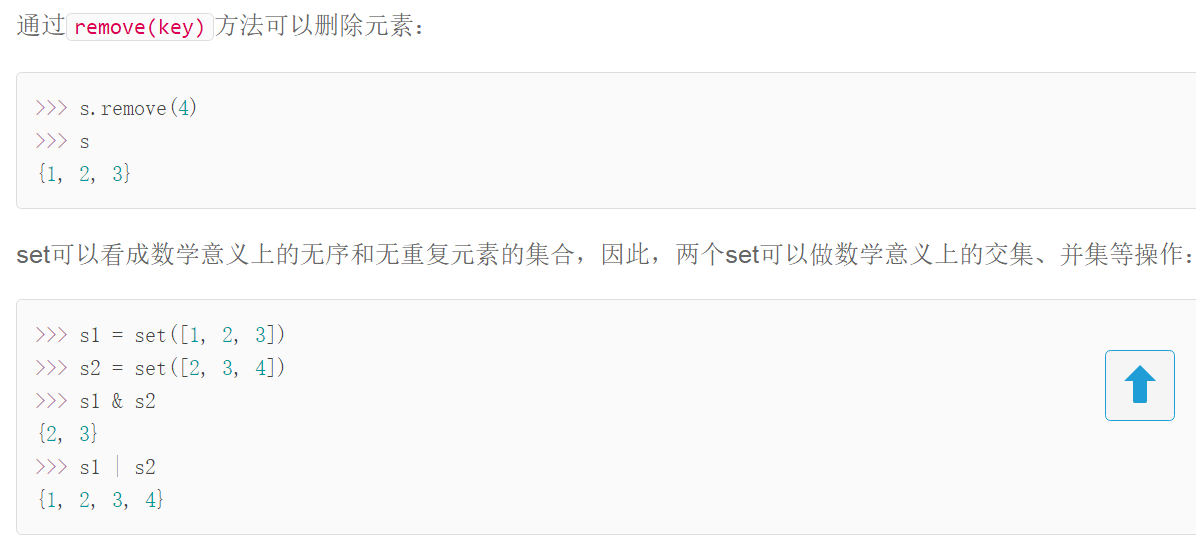 通过remove(key)方法可以删除元素：
>>> s.remove(4)
>>> s
{1, 2, 3}
set可以看成数学意义上的无序和无重复元素的集合，因此，两个set可以做数学意义上的交集、并集等操作：
>>> s1 = set([1, 2, 3])
>>> s2 = set([2, 3, 4])
>>> s1 & s2
{2, 3}
>>> s1 | s2
{1, 2, 3, 4}